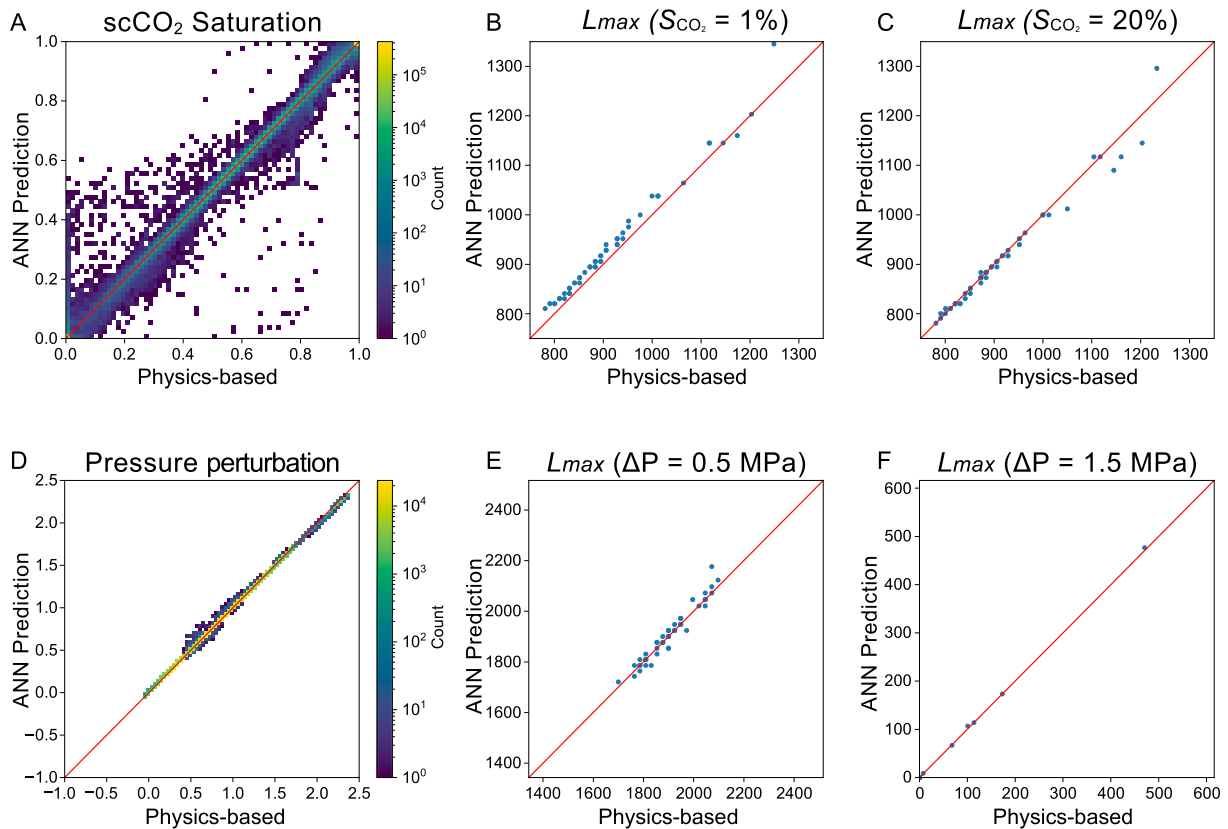 A
scCO₂ Saturation
1.0
0.8
0.6
0.4
0.2
0.0
ANN Prediction
0.0 0.2 0.4 0.6 0.8 1.0
Physics-based
10⁵
10⁴
10³
10²
10¹
10⁰
Count
B
Lmax (SCO₂ = 1%)
1300
1200
1100
1000
900
800
ANN Prediction
800 900 1000 1100 1200 1300
Physics-based
C
Lmax (SCO₂ = 20%)
1300
1200
1100
1000
900
800
ANN Prediction
800 900 1000 1100 1200 1300
Physics-based
D
Pressure perturbation
2.5
2.0
1.5
1.0
0.5
0.0
−0.5
−1.0
ANN Prediction
−1.0 −0.5 0.0 0.5 1.0 1.5 2.0 2.5
Physics-based
10⁴
10³
10²
10¹
10⁰
Count
E
Lmax (ΔP = 0.5 MPa)
2400
2200
2000
1800
1600
1400
ANN Prediction
1400 1600 1800 2000 2200 2400
Physics-based
F
Lmax (ΔP = 1.5 MPa)
600
500
400
300
200
100
0
ANN Prediction
0 100 200 300 400 500 600
Physics-based